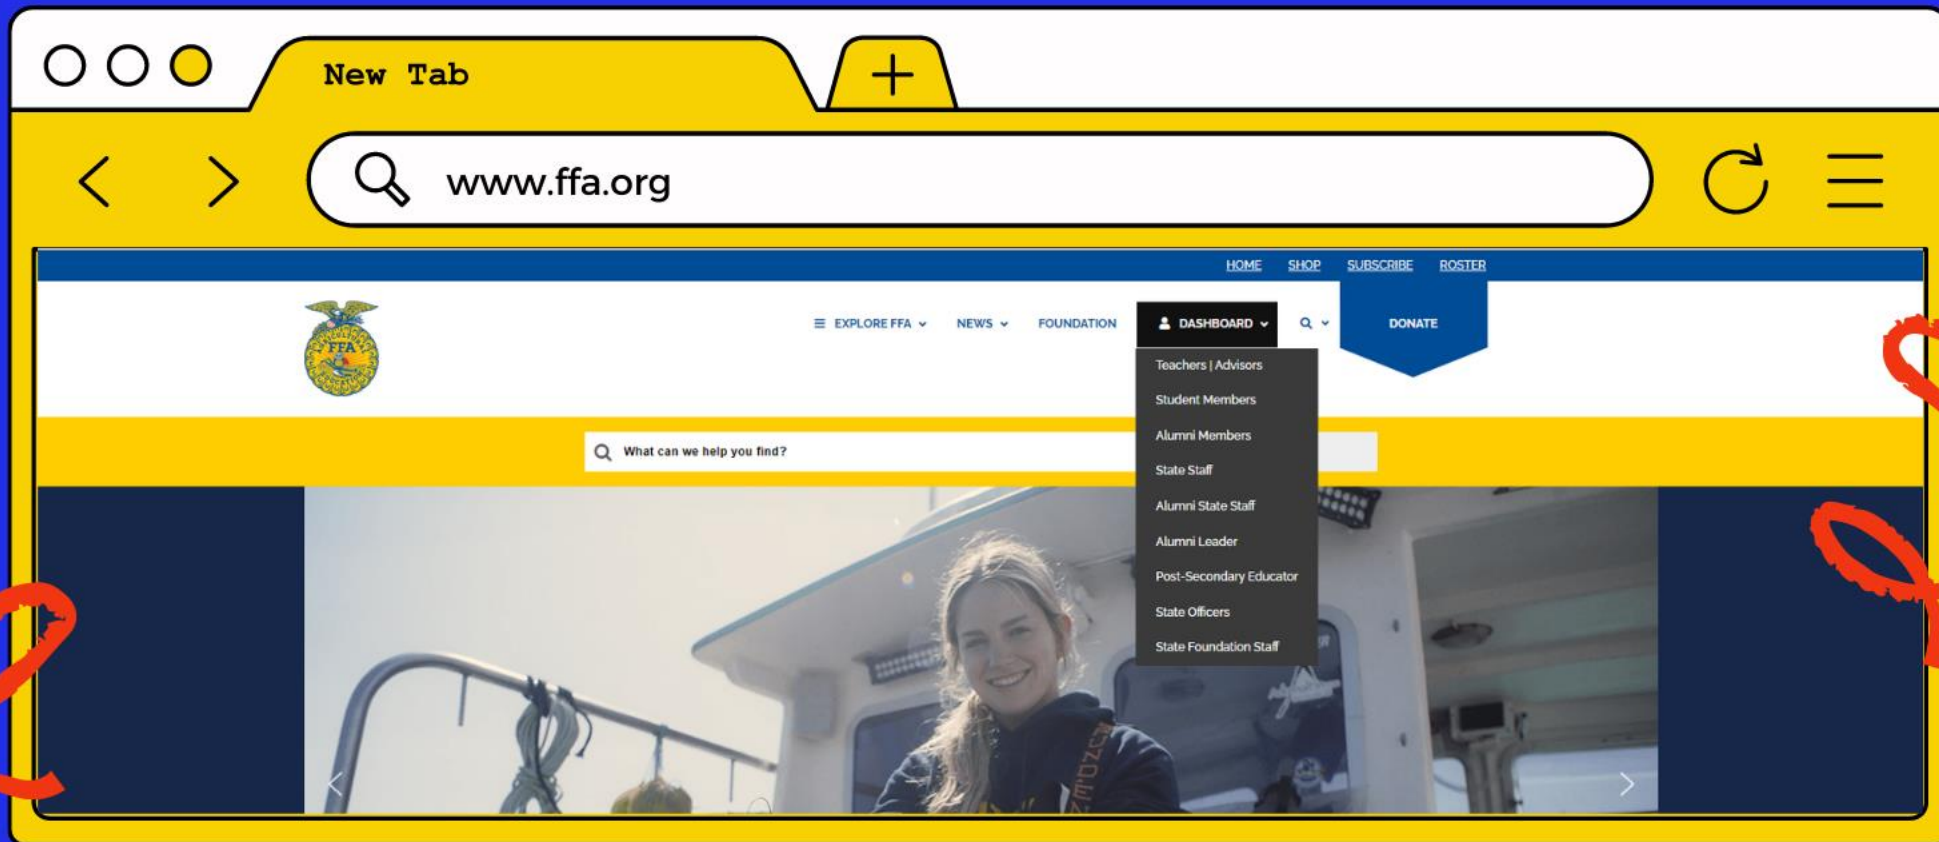 New Tab
www.ffa.org
HOME SHOP SUBSCRIBE ROSTER
FFA
EXPLORE FFA NEWS FOUNDATION DASHBOARD DONATE
Teachers | Advisors
Student Members
Alumni Members
State Staff
Alumni State Staff
Alumni Leader
Post-Secondary Educator
State Officers
State Foundation Staff
What can we help you find?